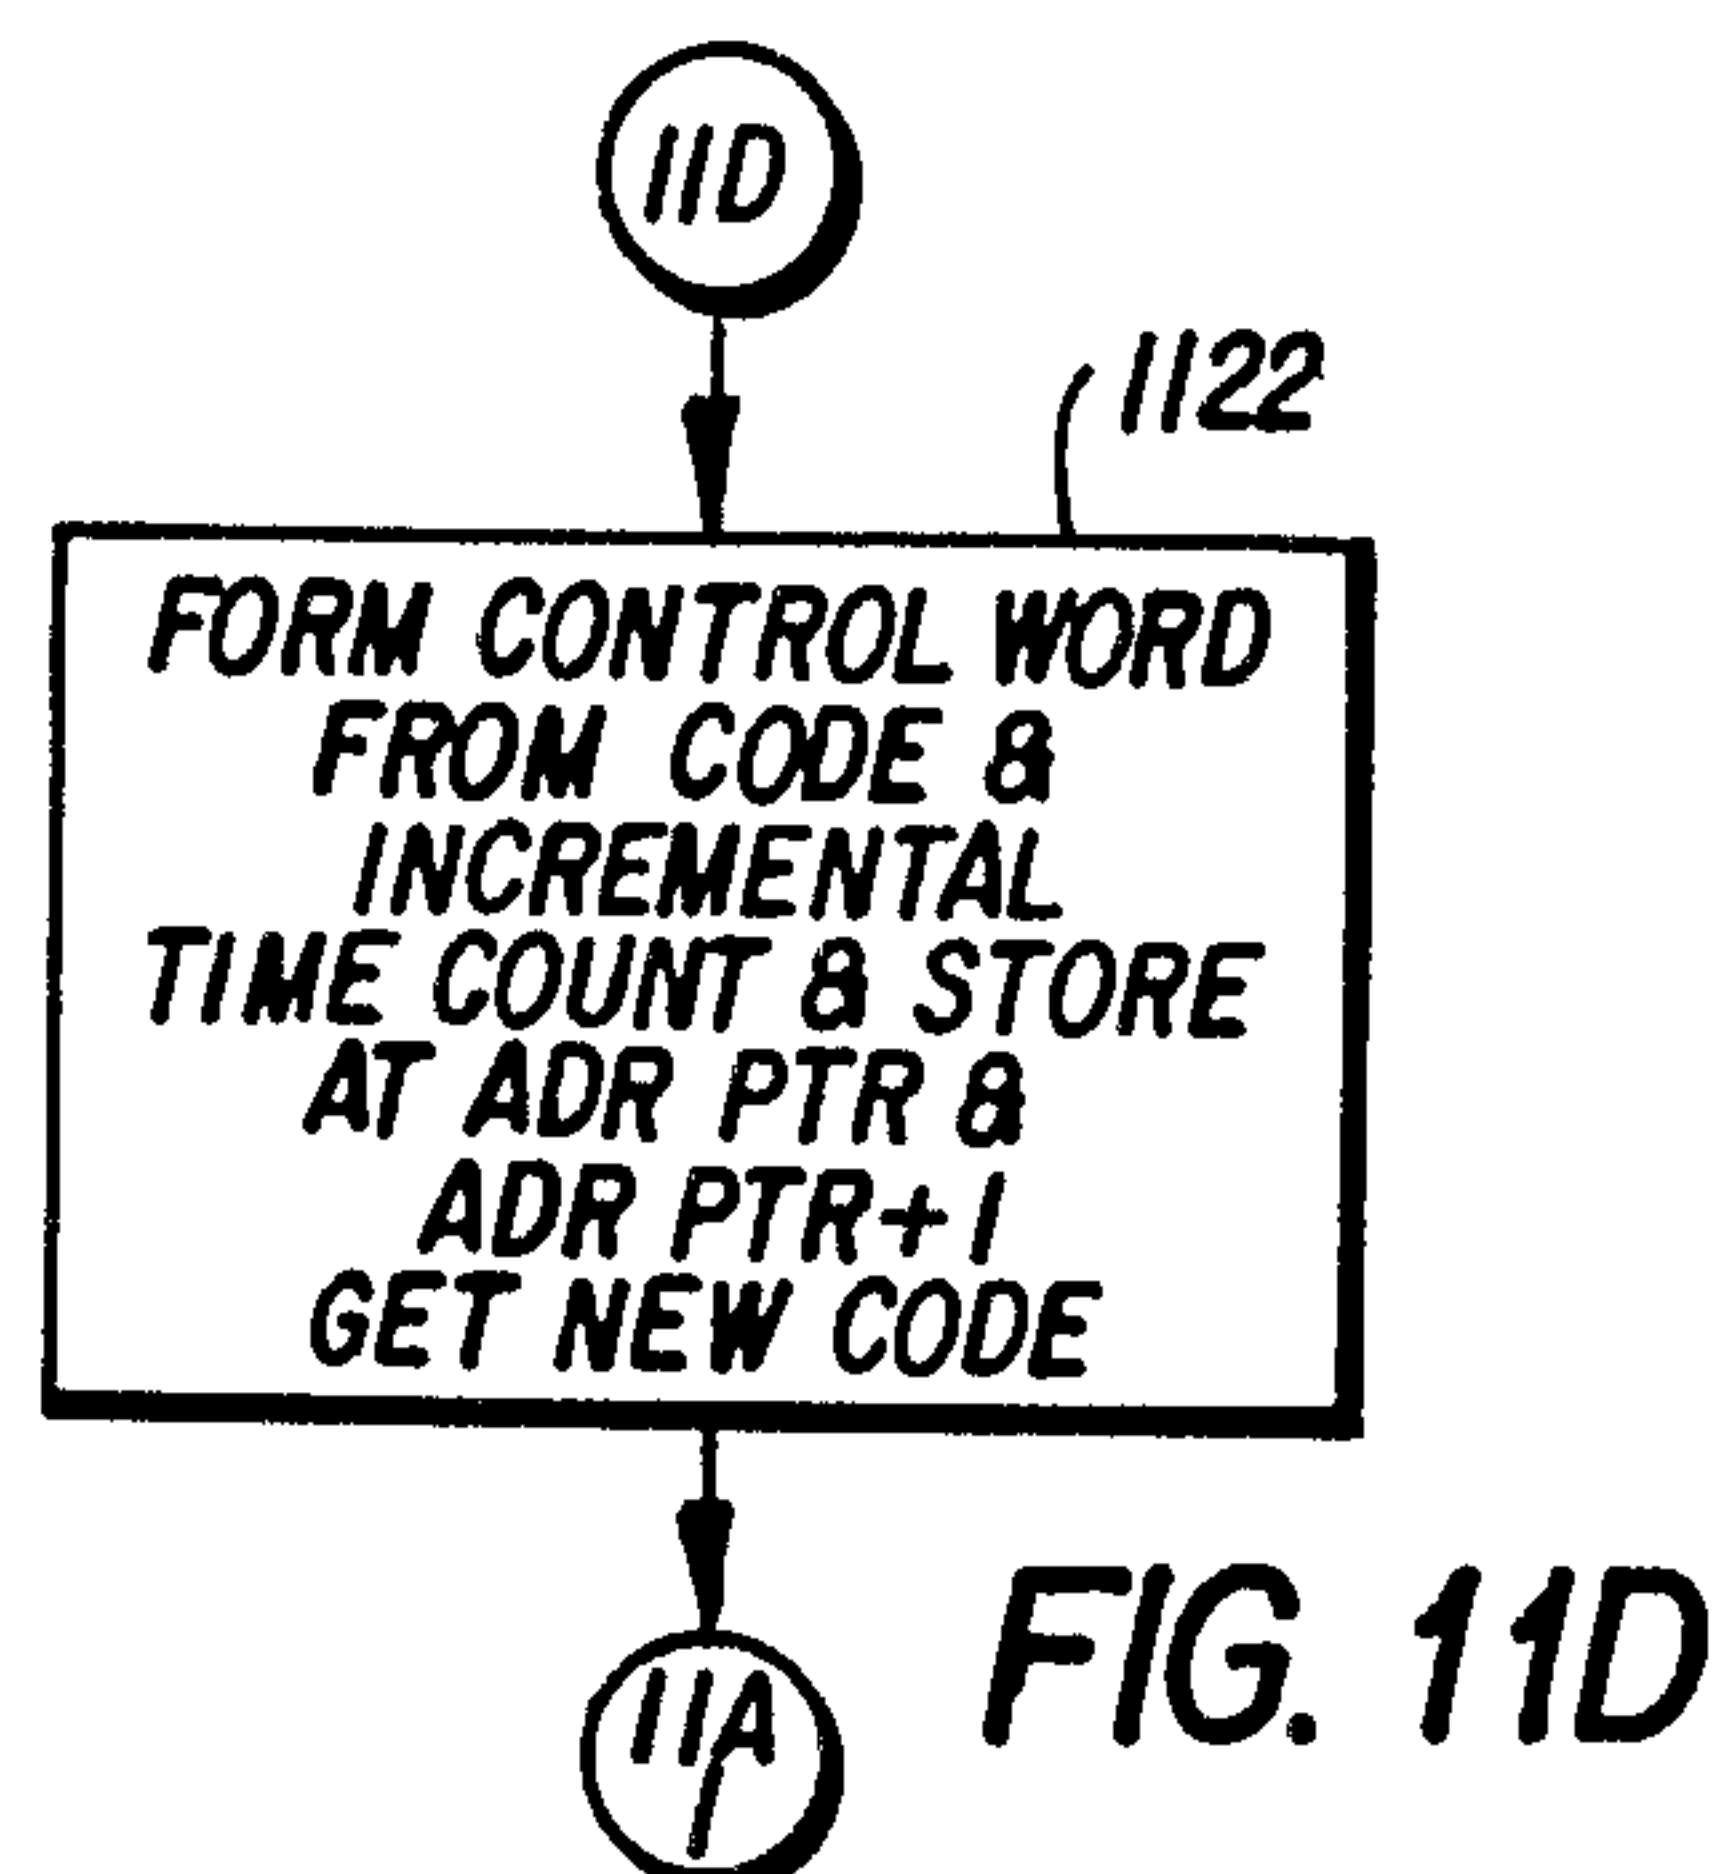 11D
1122
FORM CONTROL WORD
FROM CODE &
INCREMENTAL
TIME COUNT & STORE
AT ADR PTR &
ADR PTR+1
GET NEW CODE
11A
1
FIG. 11D